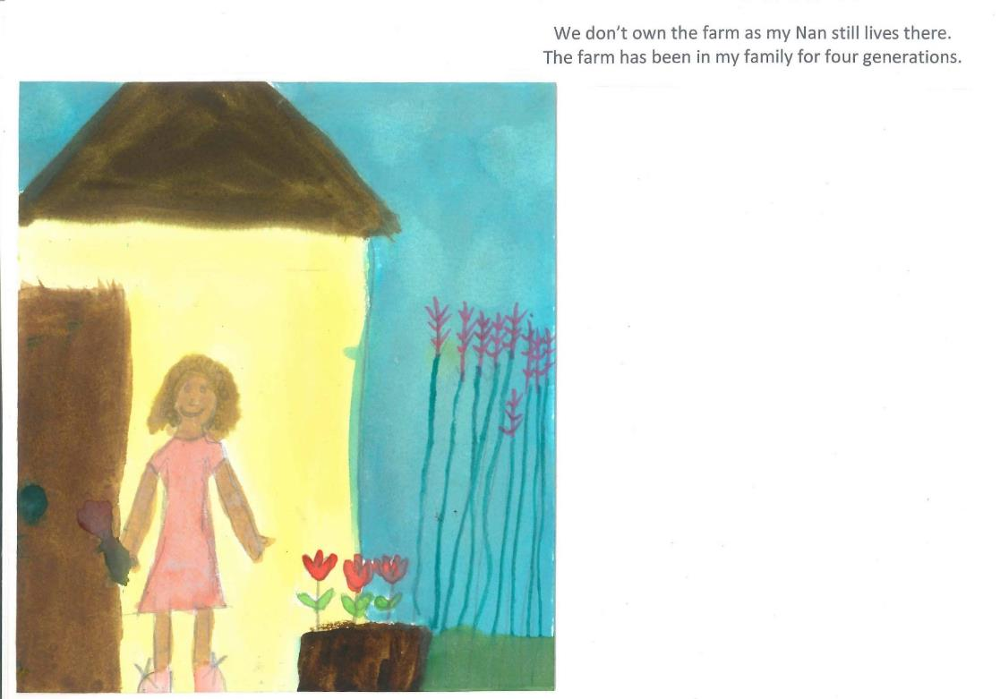 We don’t own the farm as my Nan still lives there.
The farm has been in my family for four generations.